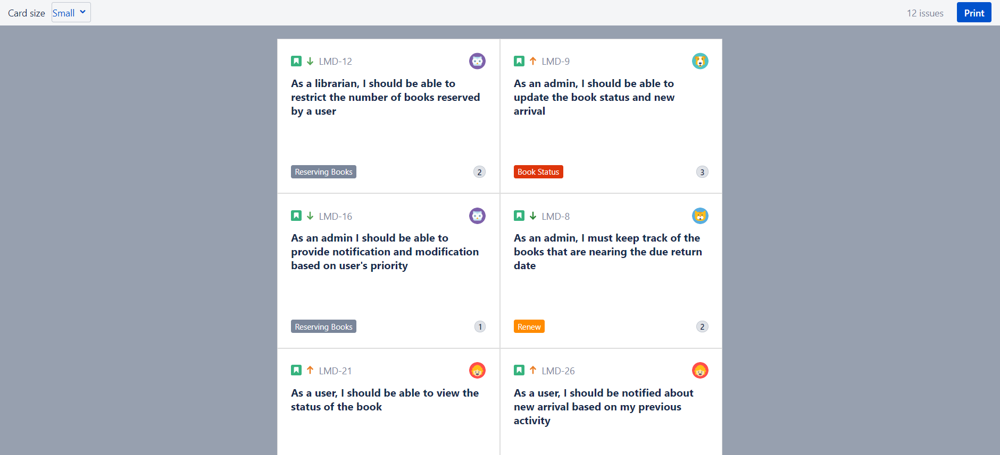 Card size Small 12 issues Print
LMD-12
As a librarian, I should be able to
restrict the number of books reserved
by a user
Reserving Books 2
LMD-9
As an admin, I should be able to
update the book status and new
arrival
Book Status 3
LMD-16
As an admin I should be able to
provide notification and modification
based on user's priority
Reserving Books 1
LMD-8
As an admin, I must keep track of the
books that are nearing the due return
date
Renew 2
LMD-21
As a user, I should be able to view the
status of the book
LMD-26
As a user, I should be notified about
new arrival based on my previous
activity